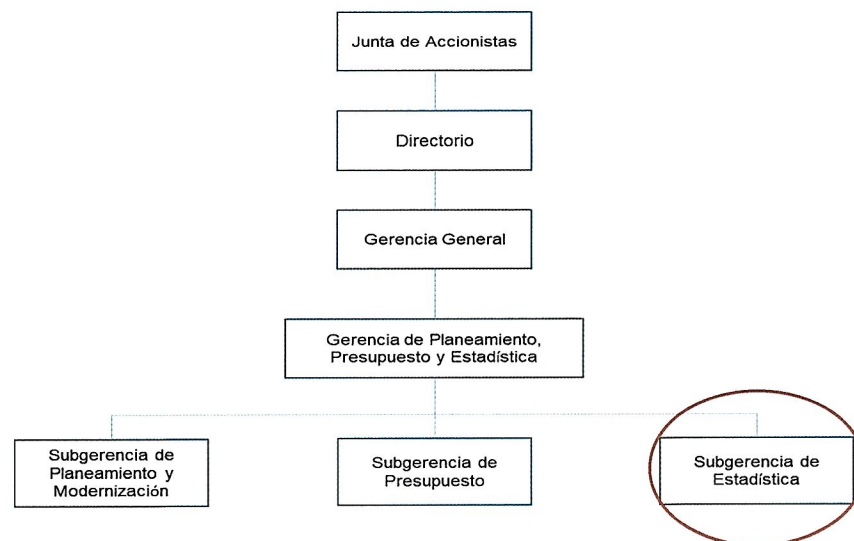 Junta de Accionistas
Directorio
Gerencia General
Gerencia de Planeamiento,
Presupuesto y Estadística
Subgerencia de
Planeamiento y
Modernización
Subgerencia de
Presupuesto
Subgerencia de
Estadística